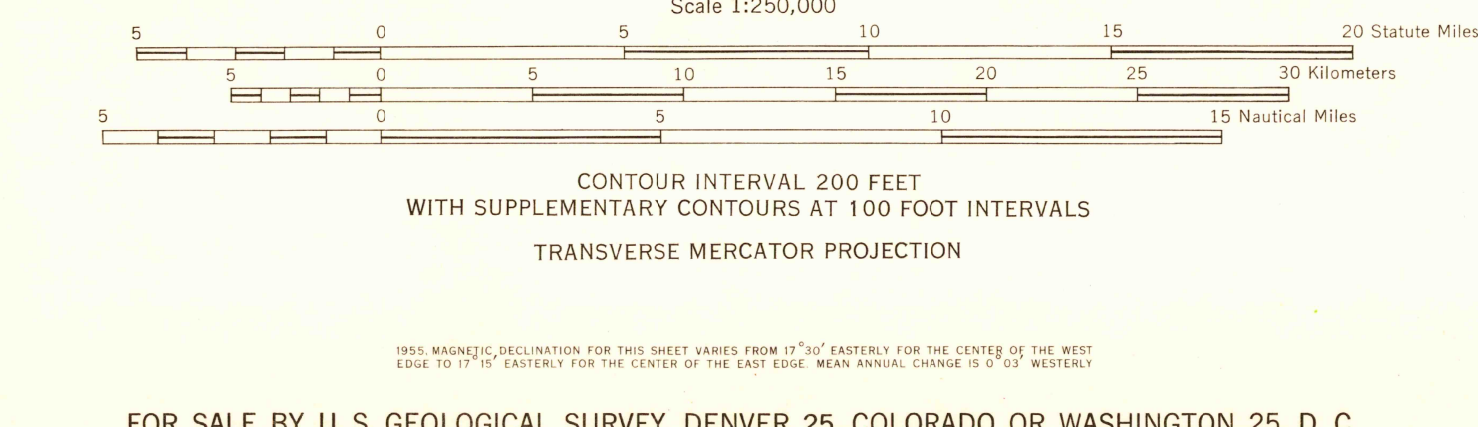 Scale 1:250,000
5 0 5 10 15 20 Statute Miles
5 0 5 10 15 20 25 30 Kilometers
5 0 5 10 15 Nautical Miles
CONTOUR INTERVAL 200 FEET
WITH SUPPLEMENTARY CONTOURS AT 100 FOOT INTERVALS
TRANSVERSE MERCATOR PROJECTION
1955. MAGNETIC DECLINATION FOR THIS SHEET VARIES FROM 17°30′ EASTERLY FOR THE CENTER OF THE WEST
EDGE TO 17°15′ EASTERLY FOR THE CENTER OF THE EAST EDGE. MEAN ANNUAL CHANGE IS 0°03′ WESTERLY
FOR SALE BY U. S. GEOLOGICAL SURVEY, DENVER 25, COLORADO OR WASHINGTON 25, D. C.